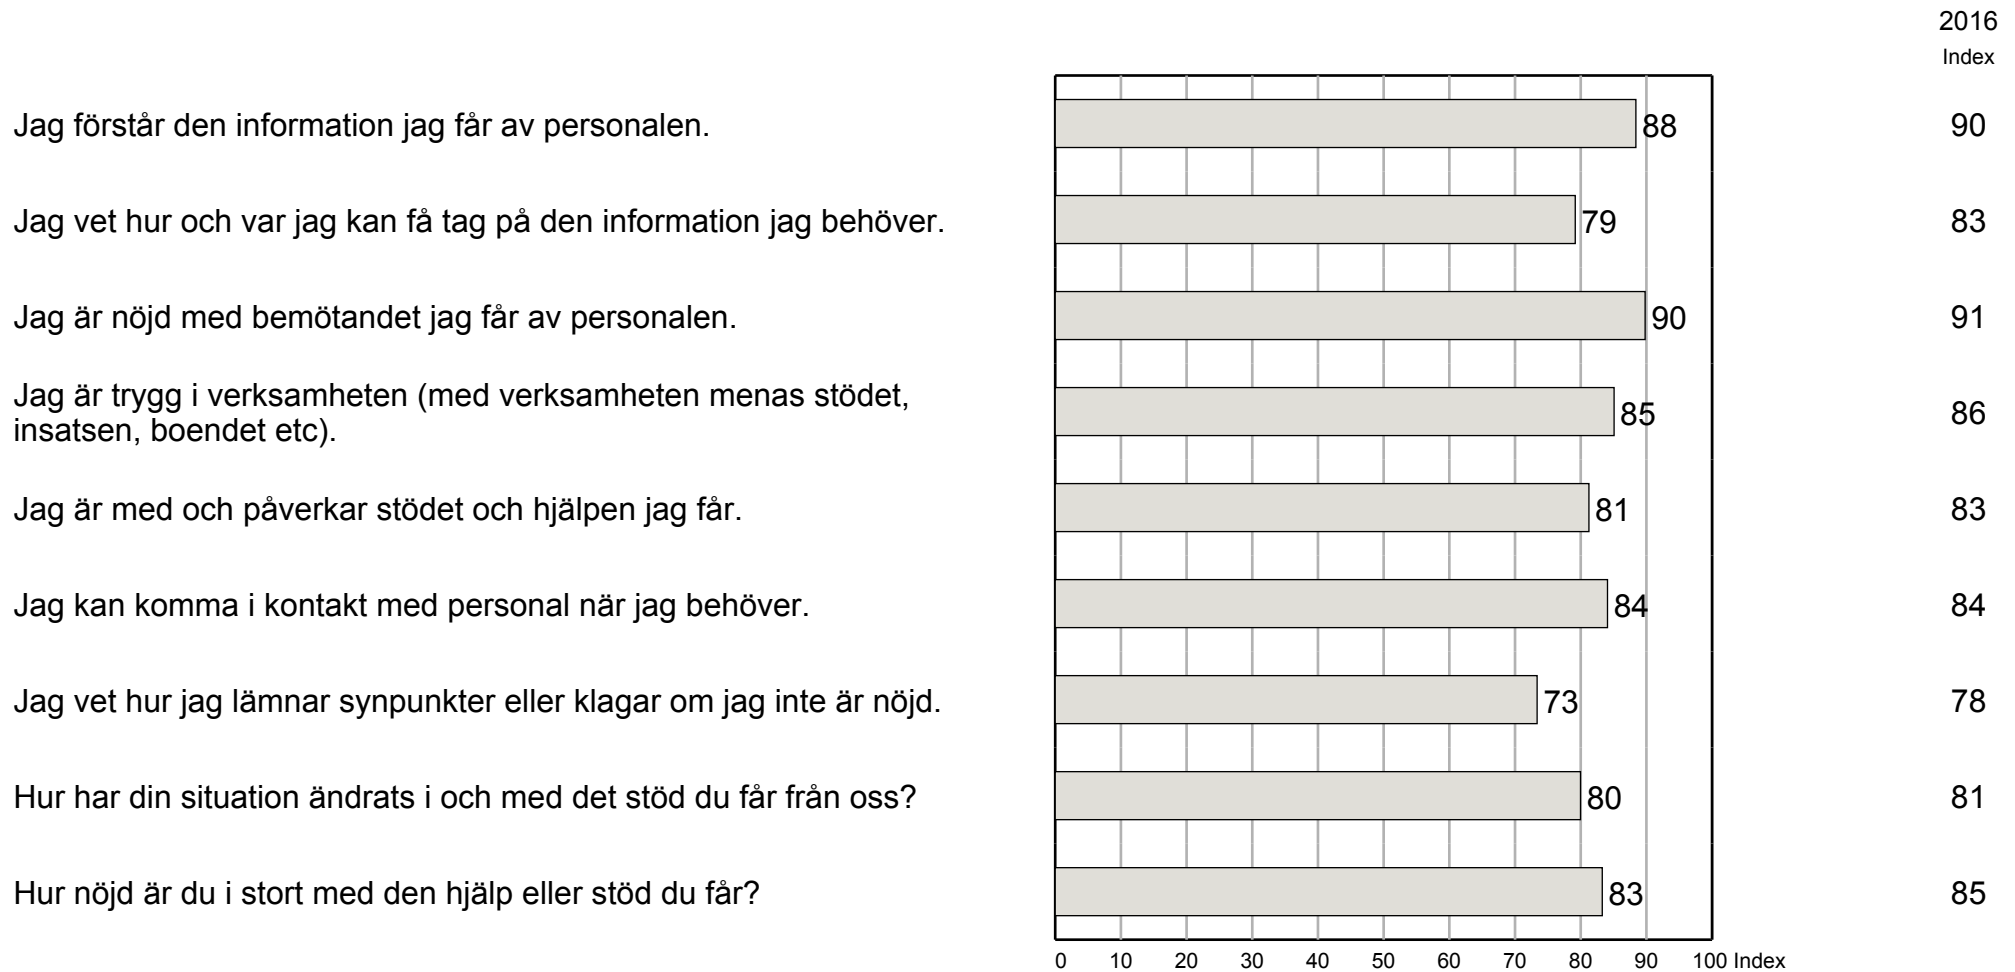 2016
Index
Jag förstår den information jag får av personalen. 88 90
Jag vet hur och var jag kan få tag på den information jag behöver. 79 83
Jag är nöjd med bemötandet jag får av personalen. 90 91
Jag är trygg i verksamheten (med verksamheten menas stödet,
insatsen, boendet etc). 85 86
Jag är med och påverkar stödet och hjälpen jag får. 81 83
Jag kan komma i kontakt med personal när jag behöver. 84 84
Jag vet hur jag lämnar synpunkter eller klagar om jag inte är nöjd. 73 78
Hur har din situation ändrats i och med det stöd du får från oss? 80 81
Hur nöjd är du i stort med den hjälp eller stöd du får? 83 85
0 10 20 30 40 50 60 70 80 90 100 Index